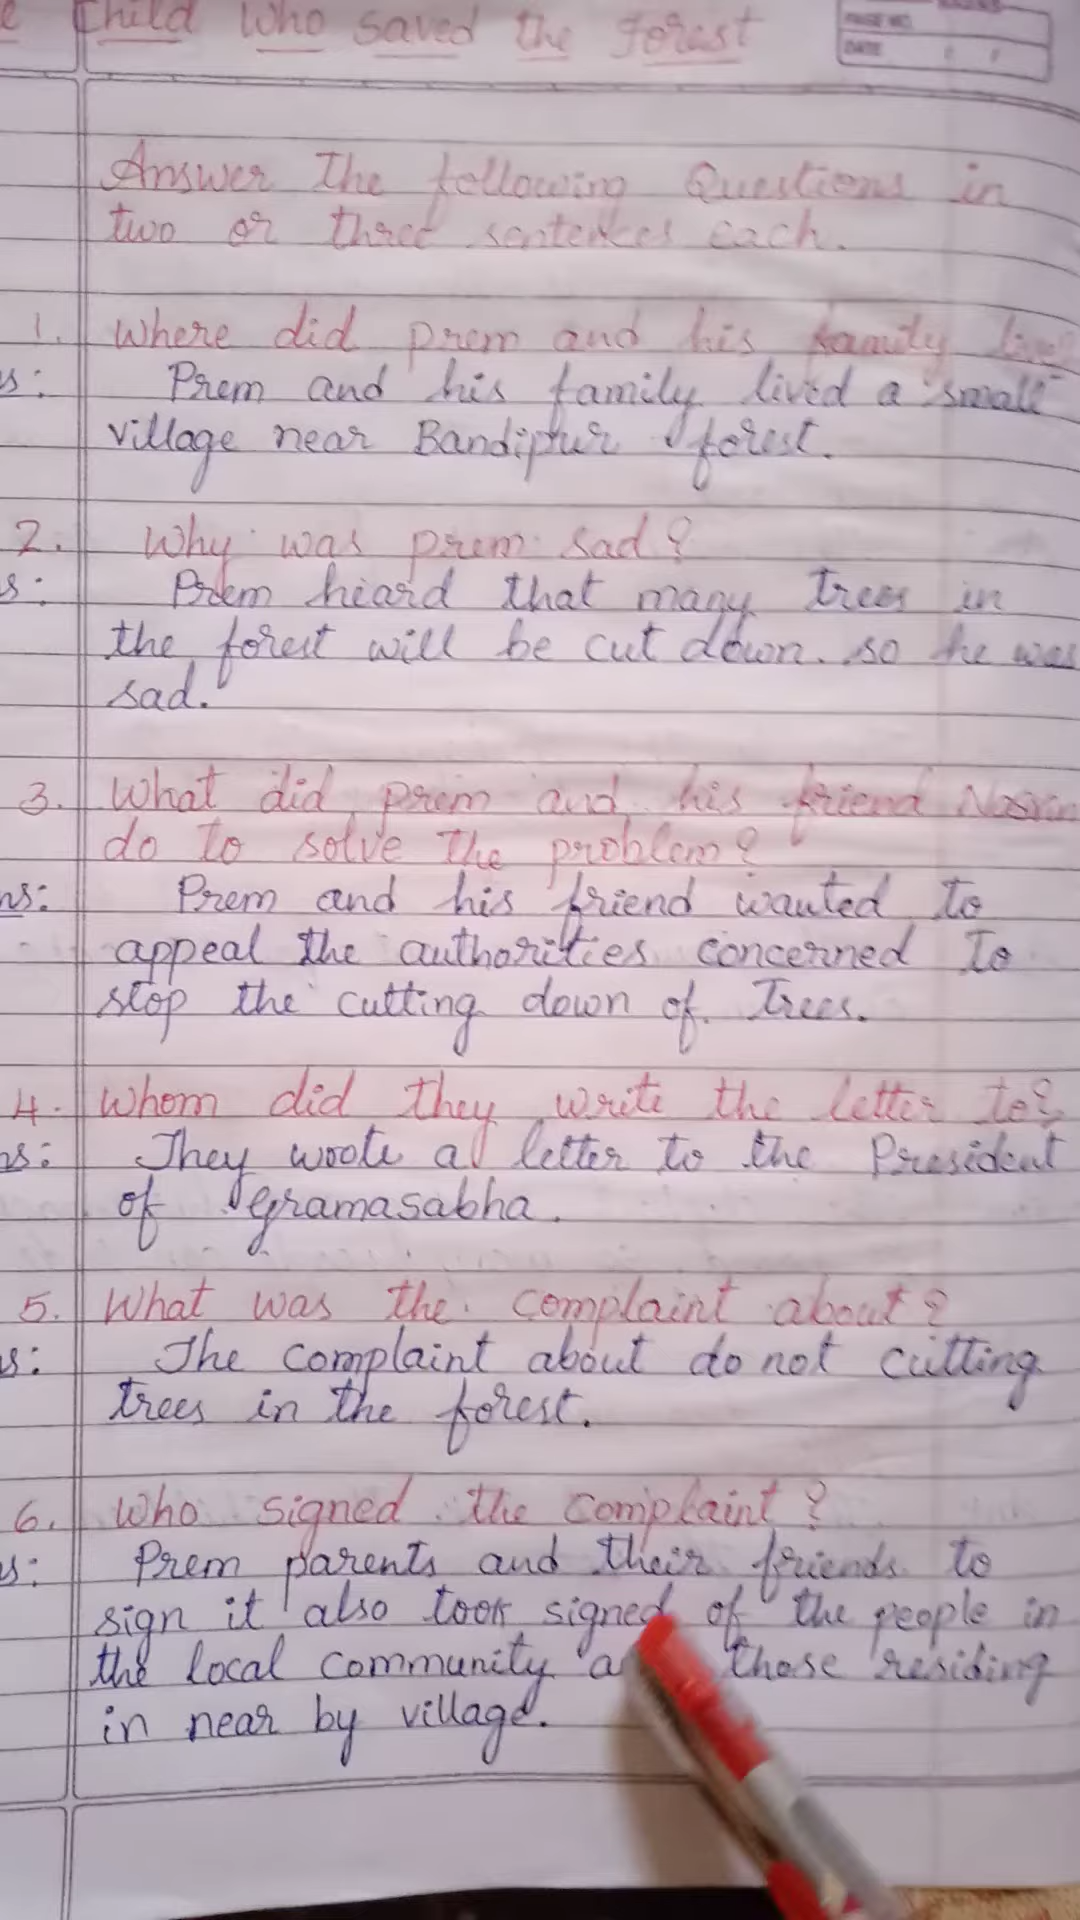 Child Who Saved the Forest
PAGE NO.
DATE
Answer The following Questions in
two or three sentences each.
1. Where did prem and his family live?
s: Prem and his family lived a small
village near Bandipur forest.
2. Why was prem sad?
s: Prem heard that many trees in
the forest will be cut down. so he was
sad.
3. What did prem and his friend
do to solve the problem?
ns: Prem and his friend wanted to
appeal the authorities concerned To
stop the cutting down of Trees.
4. Whom did they write the letter to?
ns: They wrote a letter to the President
of gramasabha.
5. What was the complaint about?
s: The complaint about do not cutting
trees in the forest.
6. Who signed the complaint?
s: Prem parents and their friends to
sign it also took signed of the people in
the local community those residing
in near by village.